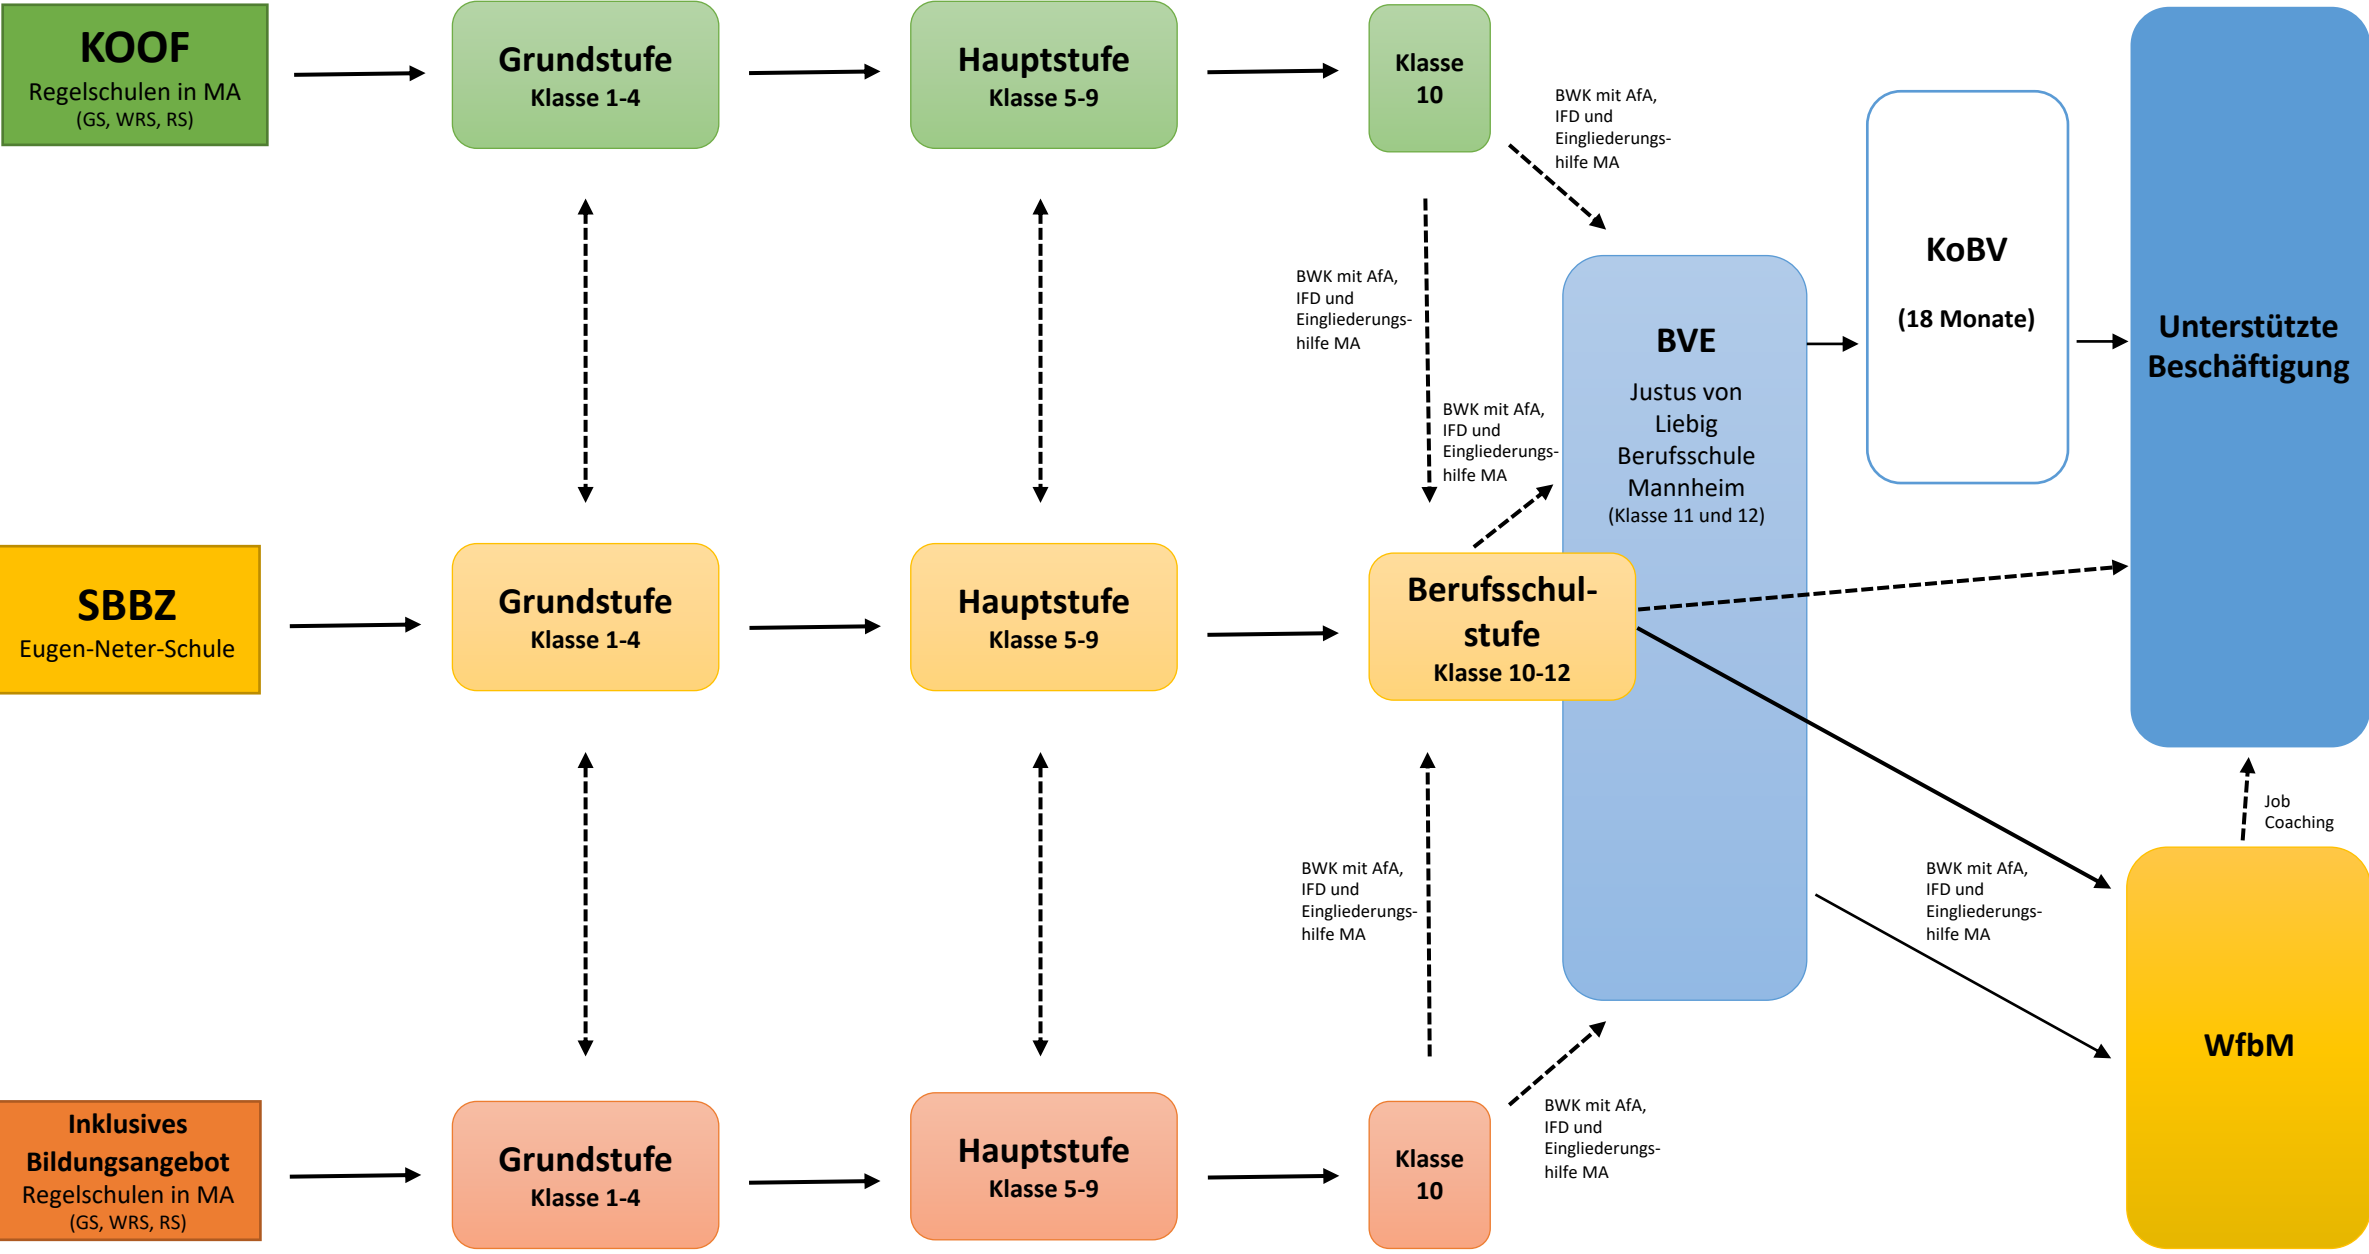 KOOF
Regelschulen in MA
(GS, WRS, RS)
Grundstufe
Klasse 1-4
Hauptstufe
Klasse 5-9
Klasse
10
BWK mit AfA,
IFD und
Eingliederungs-
hilfe MA
BWK mit AfA,
IFD und
Eingliederungs-
hilfe MA
BWK mit AfA,
IFD und
Eingliederungs-
hilfe MA
BVE
Justus von
Liebig
Berufsschule
Mannheim
(Klasse 11 und 12)
KoBV
(18 Monate)
Unterstützte
Beschäftigung
SBBZ
Eugen-Neter-Schule
Grundstufe
Klasse 1-4
Hauptstufe
Klasse 5-9
Berufsschul-
stufe
Klasse 10-12
Job
Coaching
BWK mit AfA,
IFD und
Eingliederungs-
hilfe MA
BWK mit AfA,
IFD und
Eingliederungs-
hilfe MA
WfbM
Inklusives
Bildungsangebot
Regelschulen in MA
(GS, WRS, RS)
Grundstufe
Klasse 1-4
Hauptstufe
Klasse 5-9
Klasse
10
BWK mit AfA,
IFD und
Eingliederungs-
hilfe MA